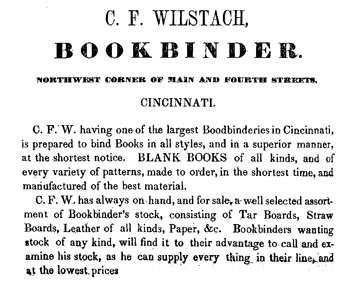 C. F. WILSTACH,
BOOKBINDER.
NORTHWEST CORNER OF MAIN AND FOURTH STREETS,
CINCINNATI.
C. F. W. having one of the largest Boodbinderies in Cincinnati,
is prepared to bind Books in all styles, and in a superior manner,
at the shortest notice. BLANK BOOKS of all kinds, and of
every variety of patterns, made to order, in the shortest time, and
manufactured of the best material.
C. F. W. has always on hand, and for sale, a well selected assort-
ment of Bookbinder's stock, consisting of Tar Boards, Straw
Boards, Leather of all kinds, Paper, &c. Bookbinders wanting
stock of any kind, will find it to their advantage to call and ex-
amine his stock, as he can supply every thing in their line, and
at the lowest prices